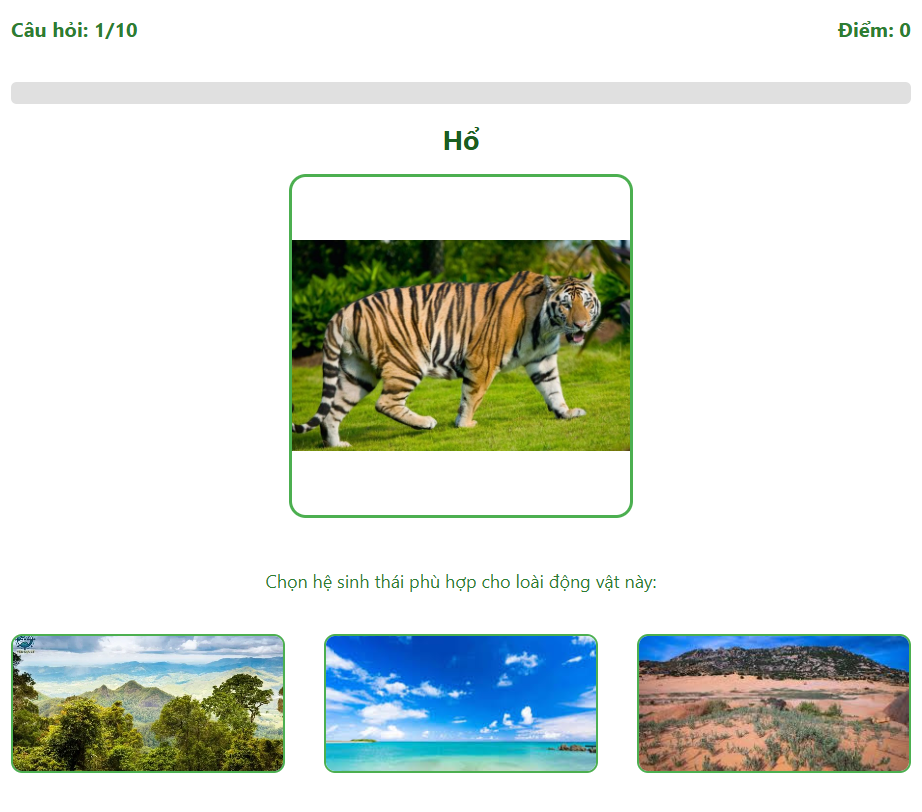 Câu hỏi: 1/10
Điểm: 0
Hổ
Chọn hệ sinh thái phù hợp cho loài động vật này: